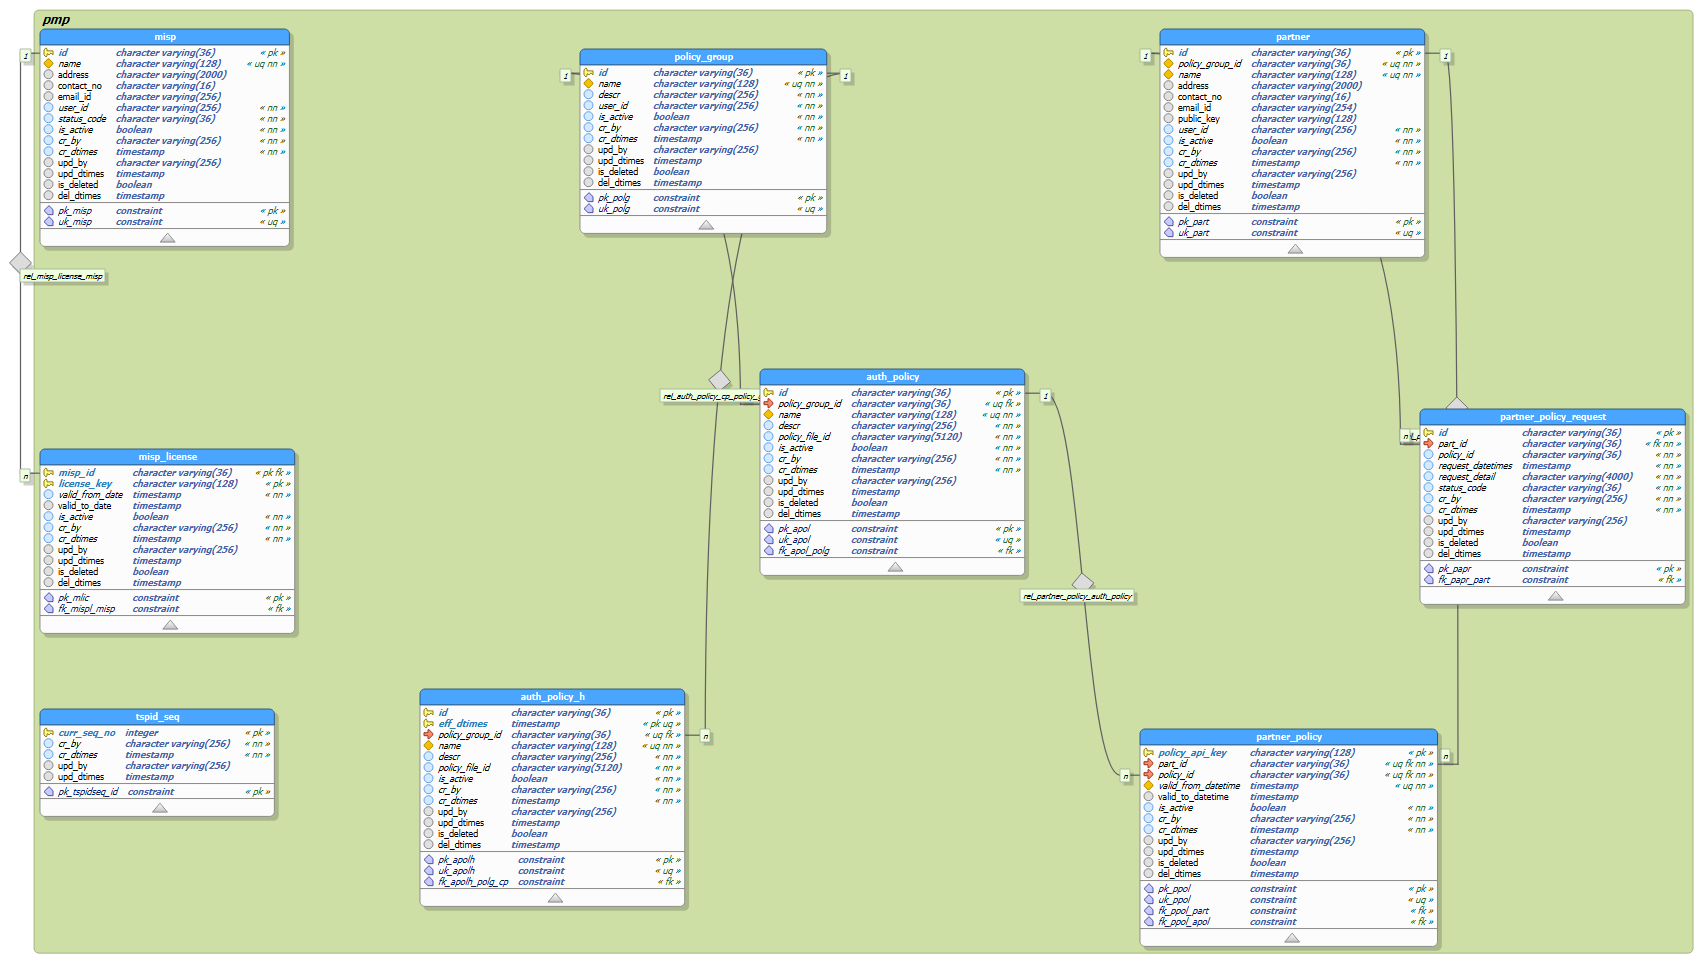 pmp
misp
1
id character varying(36) « pk »
name character varying(128) « uq nn »
address character varying(2000)
contact_no character varying(16)
email_id character varying(256)
user_id character varying(256) « nn »
status_code character varying(36) « nn »
is_active boolean « nn »
cr_by character varying(256) « nn »
cr_dtimes timestamp « nn »
upd_by character varying(256)
upd_dtimes timestamp
is_deleted boolean
del_dtimes timestamp
pk_misp constraint « pk »
uk_misp constraint « uq »
rel_misp_license_misp
policy_group
1
1
id character varying(36) « pk »
name character varying(128) « uq nn »
descr character varying(256) « nn »
user_id character varying(256) « nn »
is_active boolean « nn »
cr_by character varying(256) « nn »
cr_dtimes timestamp « nn »
upd_by character varying(256)
upd_dtimes timestamp
is_deleted boolean
del_dtimes timestamp
pk_polg constraint « pk »
uk_polg constraint « uq »
partner
1
1
id character varying(36) « pk »
policy_group_id character varying(36) « uq nn »
name character varying(128) « uq nn »
address character varying(2000)
contact_no character varying(16)
email_id character varying(254)
public_key character varying(128)
user_id character varying(256) « nn »
is_active boolean « nn »
cr_by character varying(256) « nn »
cr_dtimes timestamp « nn »
upd_by character varying(256)
upd_dtimes timestamp
is_deleted boolean
del_dtimes timestamp
pk_part constraint « pk »
uk_part constraint « uq »
rel_auth_policy_cp_policy_
auth_policy
1
id character varying(36) « pk »
policy_group_id character varying(36) « uq fk »
name character varying(128) « uq nn »
descr character varying(256) « nn »
policy_file_id character varying(5120) « nn »
is_active boolean « nn »
cr_by character varying(256) « nn »
cr_dtimes timestamp « nn »
upd_by character varying(256)
upd_dtimes timestamp
is_deleted boolean
del_dtimes timestamp
pk_apol constraint « pk »
uk_apol constraint « uq »
fk_apol_polg constraint « fk »
rel_partner_policy_auth_policy
partner_policy_request
n
id character varying(36) « pk »
part_id character varying(36) « fk nn »
policy_id character varying(36) « nn »
request_datetimes timestamp « nn »
request_detail character varying(4000) « nn »
status_code character varying(36) « nn »
cr_by character varying(256) « nn »
cr_dtimes timestamp « nn »
upd_by character varying(256)
upd_dtimes timestamp
is_deleted boolean
del_dtimes timestamp
pk_papr constraint « pk »
fk_papr_part constraint « fk »
misp_license
n
misp_id character varying(36) « pk fk »
license_key character varying(128) « pk »
valid_from_date timestamp « nn »
valid_to_date timestamp
is_active boolean « nn »
cr_by character varying(256) « nn »
cr_dtimes timestamp « nn »
upd_by character varying(256)
upd_dtimes timestamp
is_deleted boolean
del_dtimes timestamp
pk_mlic constraint « pk »
fk_mispl_misp constraint « fk »
tspid_seq
curr_seq_no integer « pk »
cr_by character varying(256) « nn »
cr_dtimes timestamp « nn »
upd_by character varying(256)
upd_dtimes timestamp
pk_tspidseq_id constraint « pk »
auth_policy_h
n
id character varying(36) « pk »
eff_dtimes timestamp « pk uq »
policy_group_id character varying(36) « uq fk »
name character varying(128) « uq nn »
descr character varying(256) « nn »
policy_file_id character varying(5120) « nn »
is_active boolean « nn »
cr_by character varying(256) « nn »
cr_dtimes timestamp « nn »
upd_by character varying(256)
upd_dtimes timestamp
is_deleted boolean
del_dtimes timestamp
pk_apolh constraint « pk »
uk_apolh constraint « uq »
fk_apolh_polg_cp constraint « fk »
partner_policy
n
n
policy_api_key character varying(128) « pk »
part_id character varying(36) « uq fk nn »
policy_id character varying(36) « uq fk nn »
valid_from_datetime timestamp « uq nn »
valid_to_datetime timestamp
is_active boolean « nn »
cr_by character varying(256) « nn »
cr_dtimes timestamp « nn »
upd_by character varying(256)
upd_dtimes timestamp
is_deleted boolean
del_dtimes timestamp
pk_ppol constraint « pk »
uk_ppol constraint « uq »
fk_ppol_part constraint « fk »
fk_ppol_apol constraint « fk »